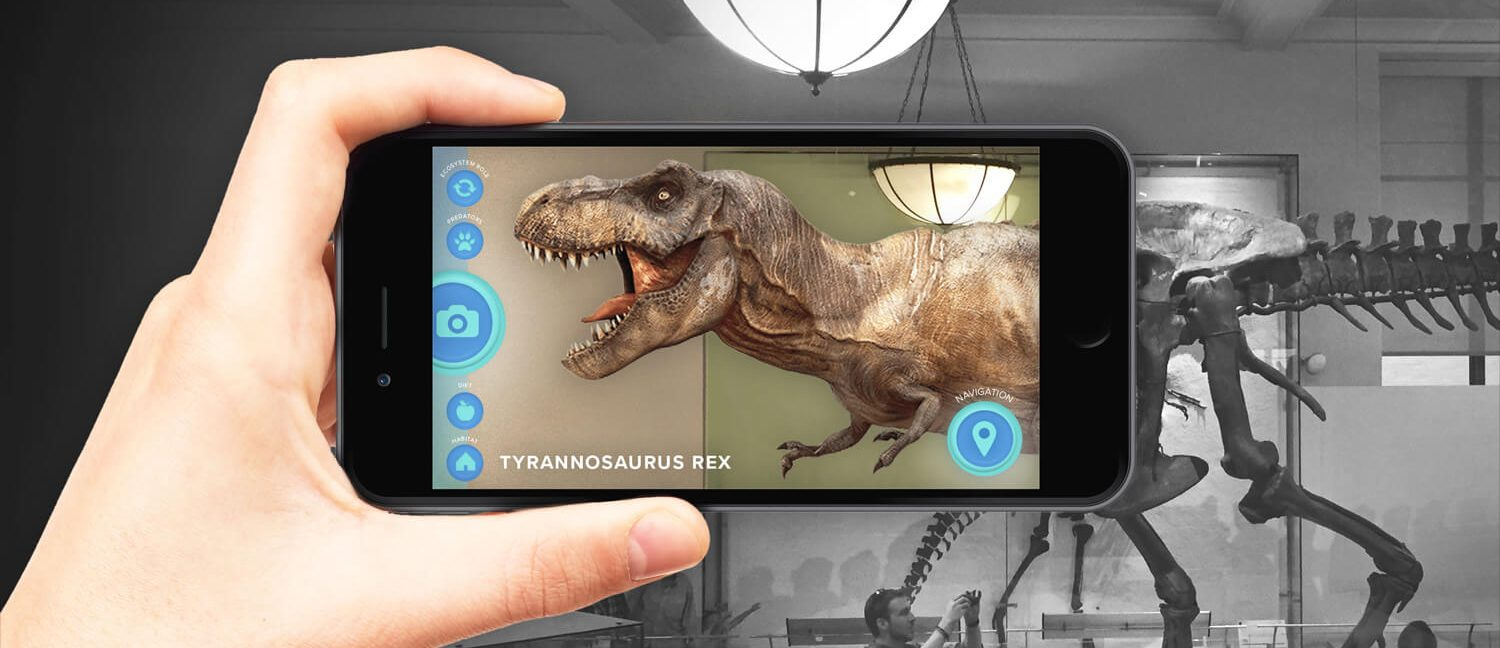 ECOSYSTEM ROLE
PREDATORS
DIET
HABITAT
TYRANNOSAURUS REX
NAVIGATION